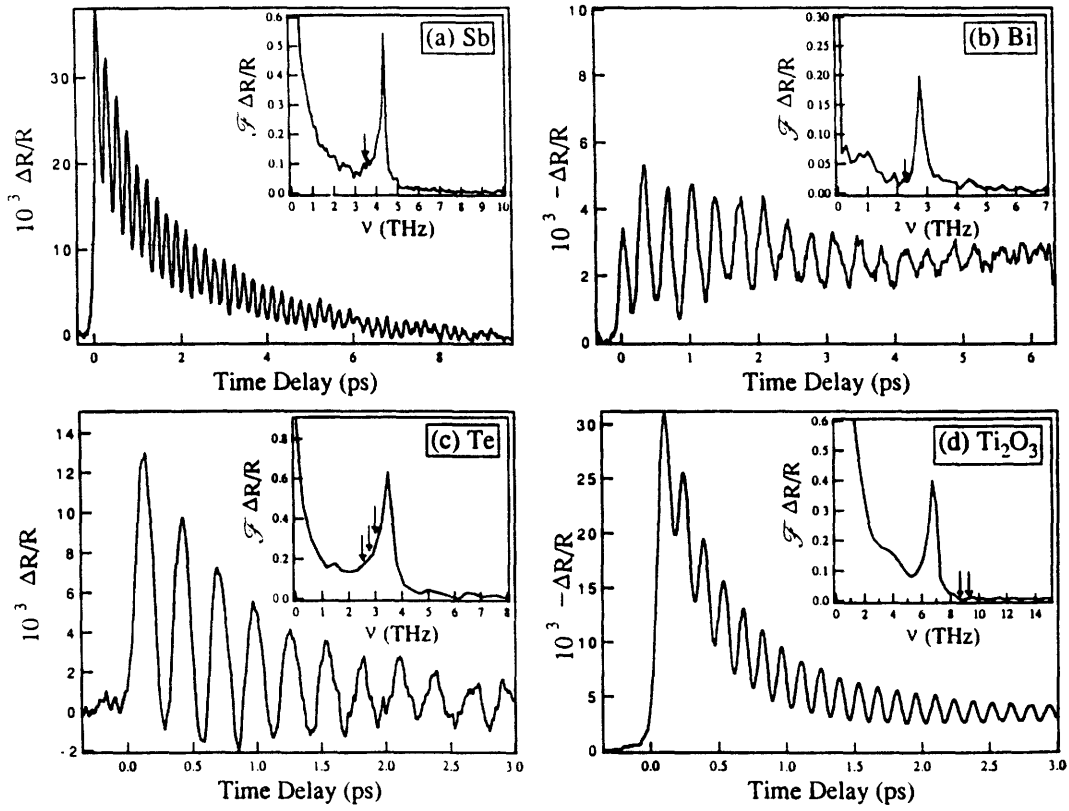 (a) Sb
10³ ΔR/R
30
20
10
0
0 2 4 6 8
Time Delay (ps)
ℱ ΔR/R
0.6
0.5
0.4
0.3
0.2
0.1
0.0
0 1 2 3 4 5 6 7 8 9 10
ν (THz)
(b) Bi
10³ -ΔR/R
10
8
6
4
2
0
0 1 2 3 4 5 6
Time Delay (ps)
ℱ ΔR/R
0.30
0.25
0.20
0.15
0.10
0.05
0.00
0 1 2 3 4 5 6 7
ν (THz)
(c) Te
10³ ΔR/R
14
12
10
8
6
4
2
0
-2
0.0 0.5 1.0 1.5 2.0 2.5 3.0
Time Delay (ps)
ℱ ΔR/R
0.8
0.6
0.4
0.2
0.0
0 1 2 3 4 5 6 7 8
ν (THz)
(d) Ti₂O₃
10³ -ΔR/R
30
25
20
15
10
5
0
0.0 0.5 1.0 1.5 2.0 2.5 3.0
Time Delay (ps)
ℱ ΔR/R
0.6
0.5
0.4
0.3
0.2
0.1
0.0
0 2 4 6 8 10 12 14
ν (THz)